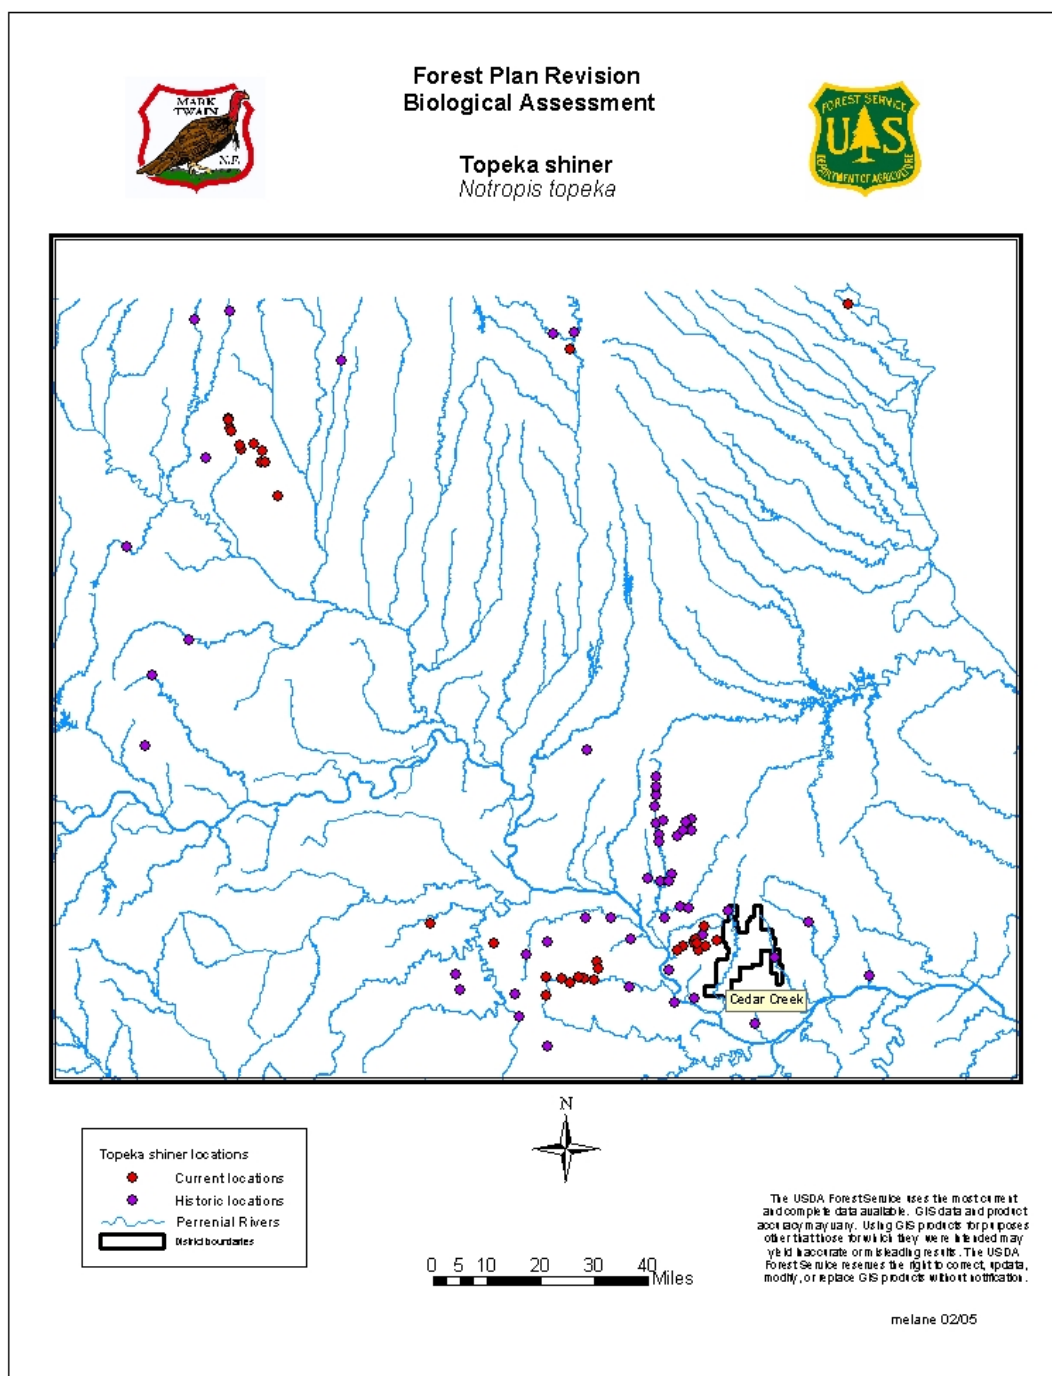 Forest Plan Revision
Biological Assessment
MARK
TWAIN
N.F.
FOREST SERVICE
U S
DEPARTMENT OF AGRICULTURE
Topeka shiner
Notropis topeka
Cedar Creek
N
Topeka shiner locations
Current locations
Historic locations
Perrenial Rivers
District boundaries
0 5 10 20 30 40
Miles
The USDA Forest Service uses the most current
and complete data available. GIS data and product
accuracy may vary. Using GIS products for purposes
other that those for which they were intended may
yield inaccurate or misleading results. The USDA
Forest Service reserves the right to correct, update,
modify, or replace GIS products without notification.
melane 02/05